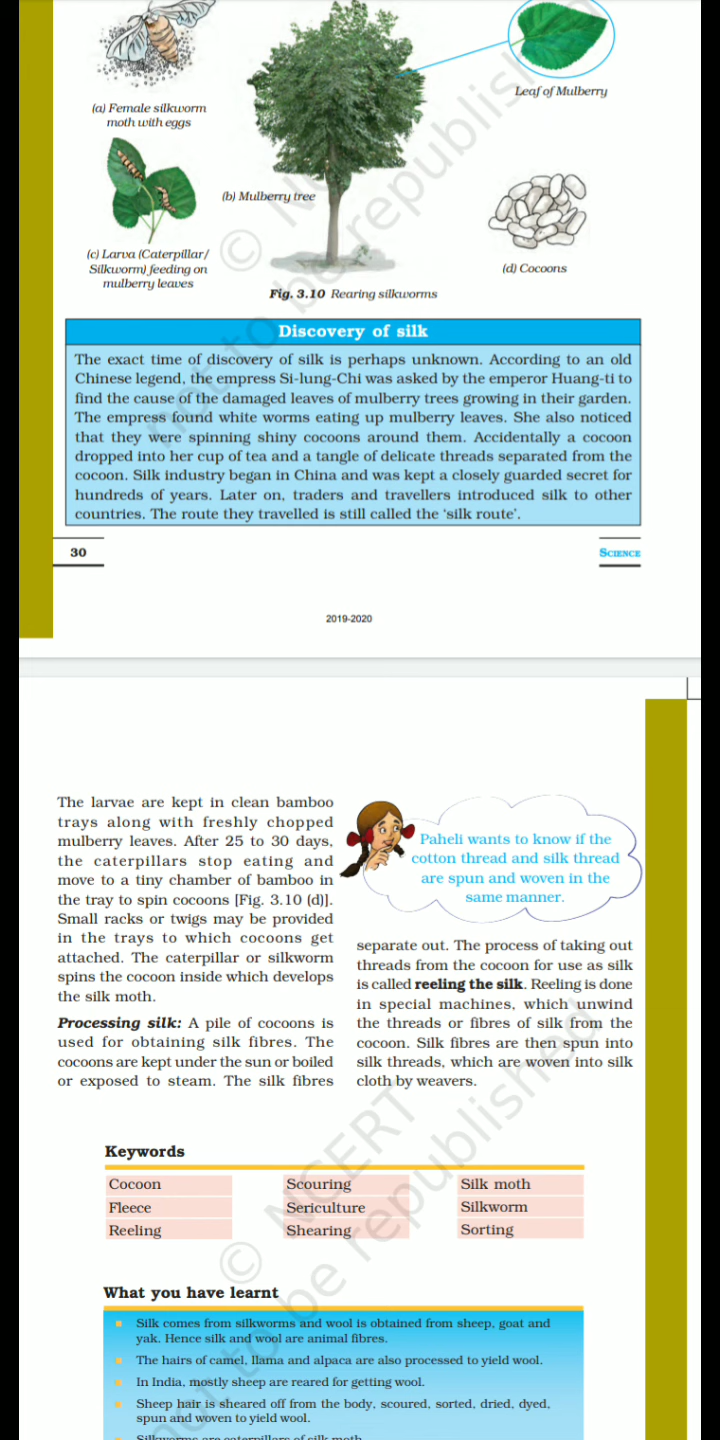 Leaf of Mulberry
(a) Female silkworm
moth with eggs
(b) Mulberry tree
(c) Larva (Caterpillar/
Silkworm) feeding on
mulberry leaves
(d) Cocoons
Fig. 3.10 Rearing silkworms
Discovery of silk
The exact time of discovery of silk is perhaps unknown. According to an old
Chinese legend, the empress Si-lung-Chi was asked by the emperor Huang-ti to
find the cause of the damaged leaves of mulberry trees growing in their garden.
The empress found white worms eating up mulberry leaves. She also noticed
that they were spinning shiny cocoons around them. Accidentally a cocoon
dropped into her cup of tea and a tangle of delicate threads separated from the
cocoon. Silk industry began in China and was kept a closely guarded secret for
hundreds of years. Later on, traders and travellers introduced silk to other
countries. The route they travelled is still called the ‘silk route’.
30
SCIENCE
2019-2020
The larvae are kept in clean bamboo
trays along with freshly chopped
mulberry leaves. After 25 to 30 days,
the caterpillars stop eating and
move to a tiny chamber of bamboo in
the tray to spin cocoons [Fig. 3.10 (d)].
Small racks or twigs may be provided
in the trays to which cocoons get
attached. The caterpillar or silkworm
spins the cocoon inside which develops
the silk moth.
Processing silk: A pile of cocoons is
used for obtaining silk fibres. The
cocoons are kept under the sun or boiled
or exposed to steam. The silk fibres
Paheli wants to know if the
cotton thread and silk thread
are spun and woven in the
same manner.
separate out. The process of taking out
threads from the cocoon for use as silk
is called reeling the silk. Reeling is done
in special machines, which unwind
the threads or fibres of silk from the
cocoon. Silk fibres are then spun into
silk threads, which are woven into silk
cloth by weavers.
Keywords
Cocoon
Fleece
Reeling
Scouring
Sericulture
Shearing
Silk moth
Silkworm
Sorting
What you have learnt
Silk comes from silkworms and wool is obtained from sheep, goat and
yak. Hence silk and wool are animal fibres.
The hairs of camel, llama and alpaca are also processed to yield wool.
In India, mostly sheep are reared for getting wool.
Sheep hair is sheared off from the body, scoured, sorted, dried, dyed,
spun and woven to yield wool.
Silkworms are caterpillars of silk moth
© NCERT
not to be republished
© NCERT
not to be republished